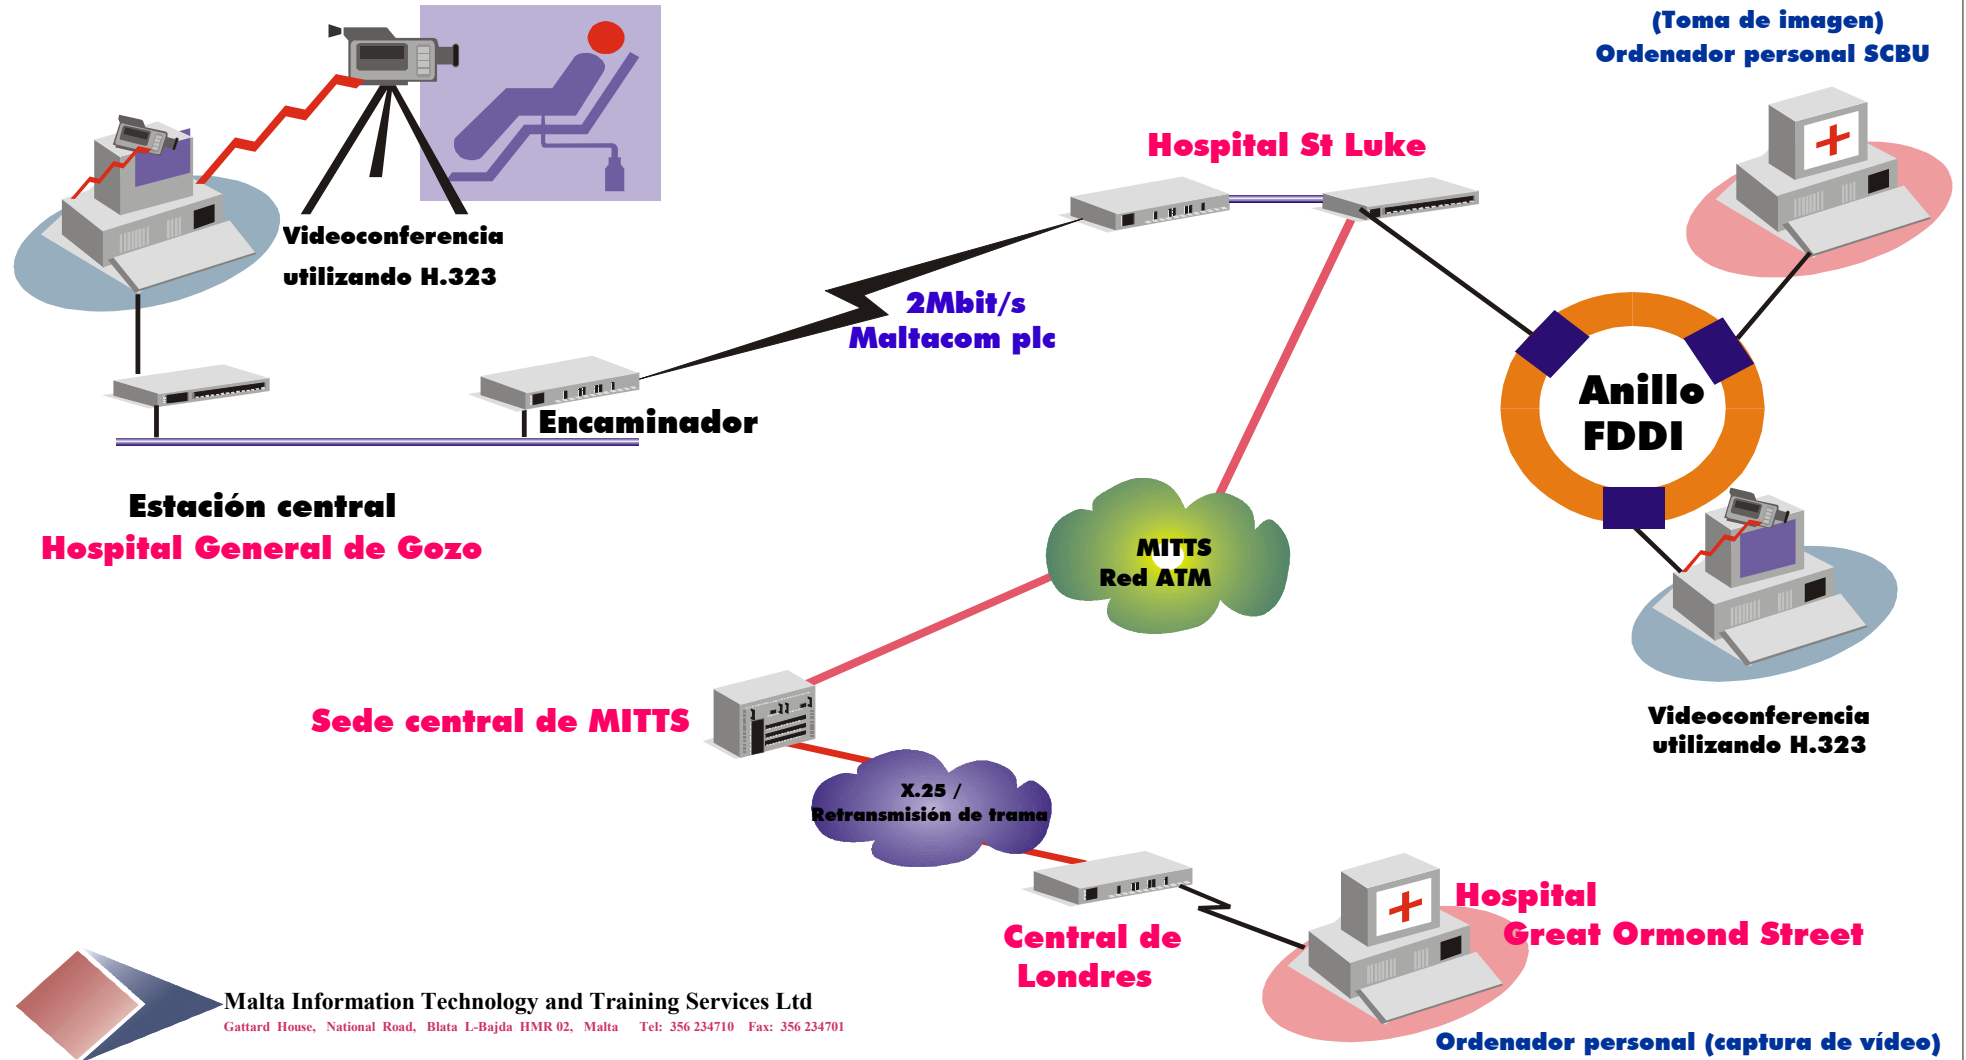 (Toma de imagen)
Ordenador personal SCBU
Hospital St Luke
Videoconferencia
utilizando H.323
2Mbit/s
Maltacom plc
Encaminador
Anillo
FDDI
Estación central
Hospital General de Gozo
MITTS
Red ATM
Sede central de MITTS
Videoconferencia
utilizando H.323
X.25 /
Retransmisión de trama
Hospital
Great Ormond Street
Central de
Londres
Malta Information Technology and Training Services Ltd
Gattard House, National Road, Blata L-Bajda HMR 02, Malta Tel: 356 234710 Fax: 356 234701
Ordenador personal (captura de vídeo)